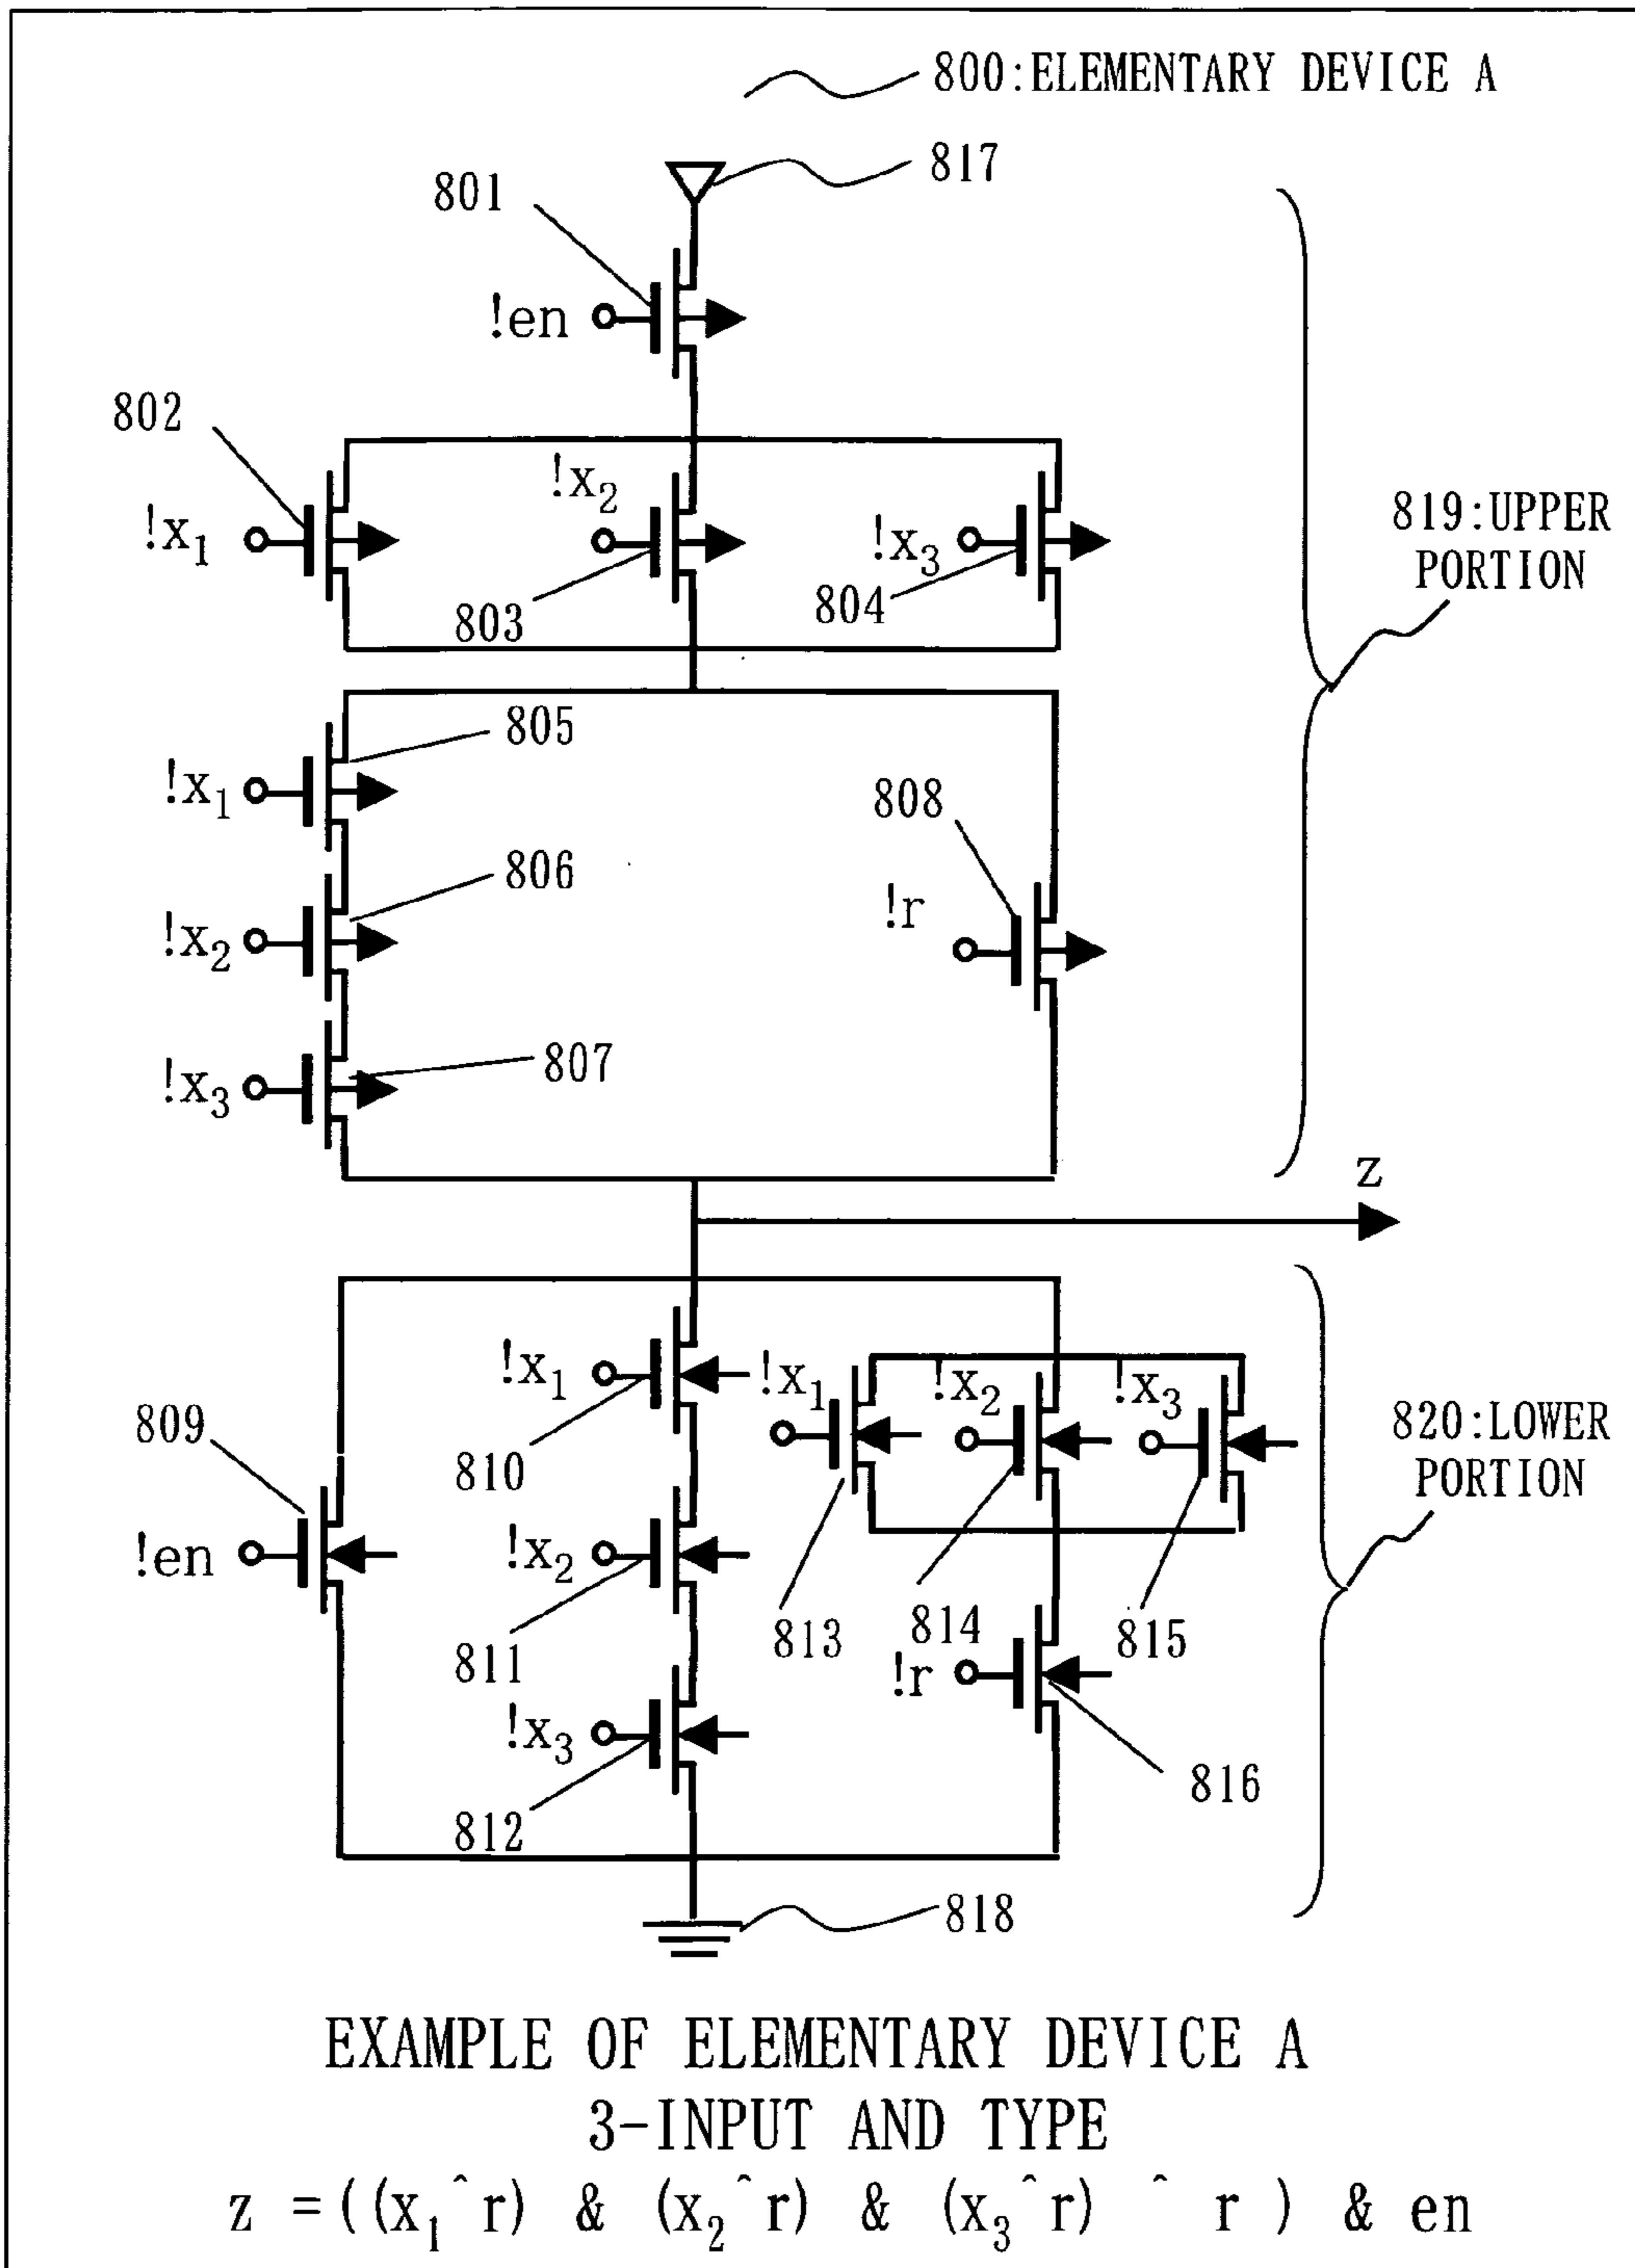 800:ELEMENTARY DEVICE A
817
801
!en
802
!x₂
!x₁
!x₃
819:UPPER
PORTION
803
804
805
!x₁
808
806
!r
!x₂
807
!x₃
z
!x₁
!x₁
!x₂
!x₃
809
820:LOWER
PORTION
810
!en
!x₂
813
814
815
811
!r
!x₃
816
812
818
EXAMPLE OF ELEMENTARY DEVICE A
3-INPUT AND TYPE
z =((x₁^r) & (x₂^r) & (x₃^r) ^ r ) & en